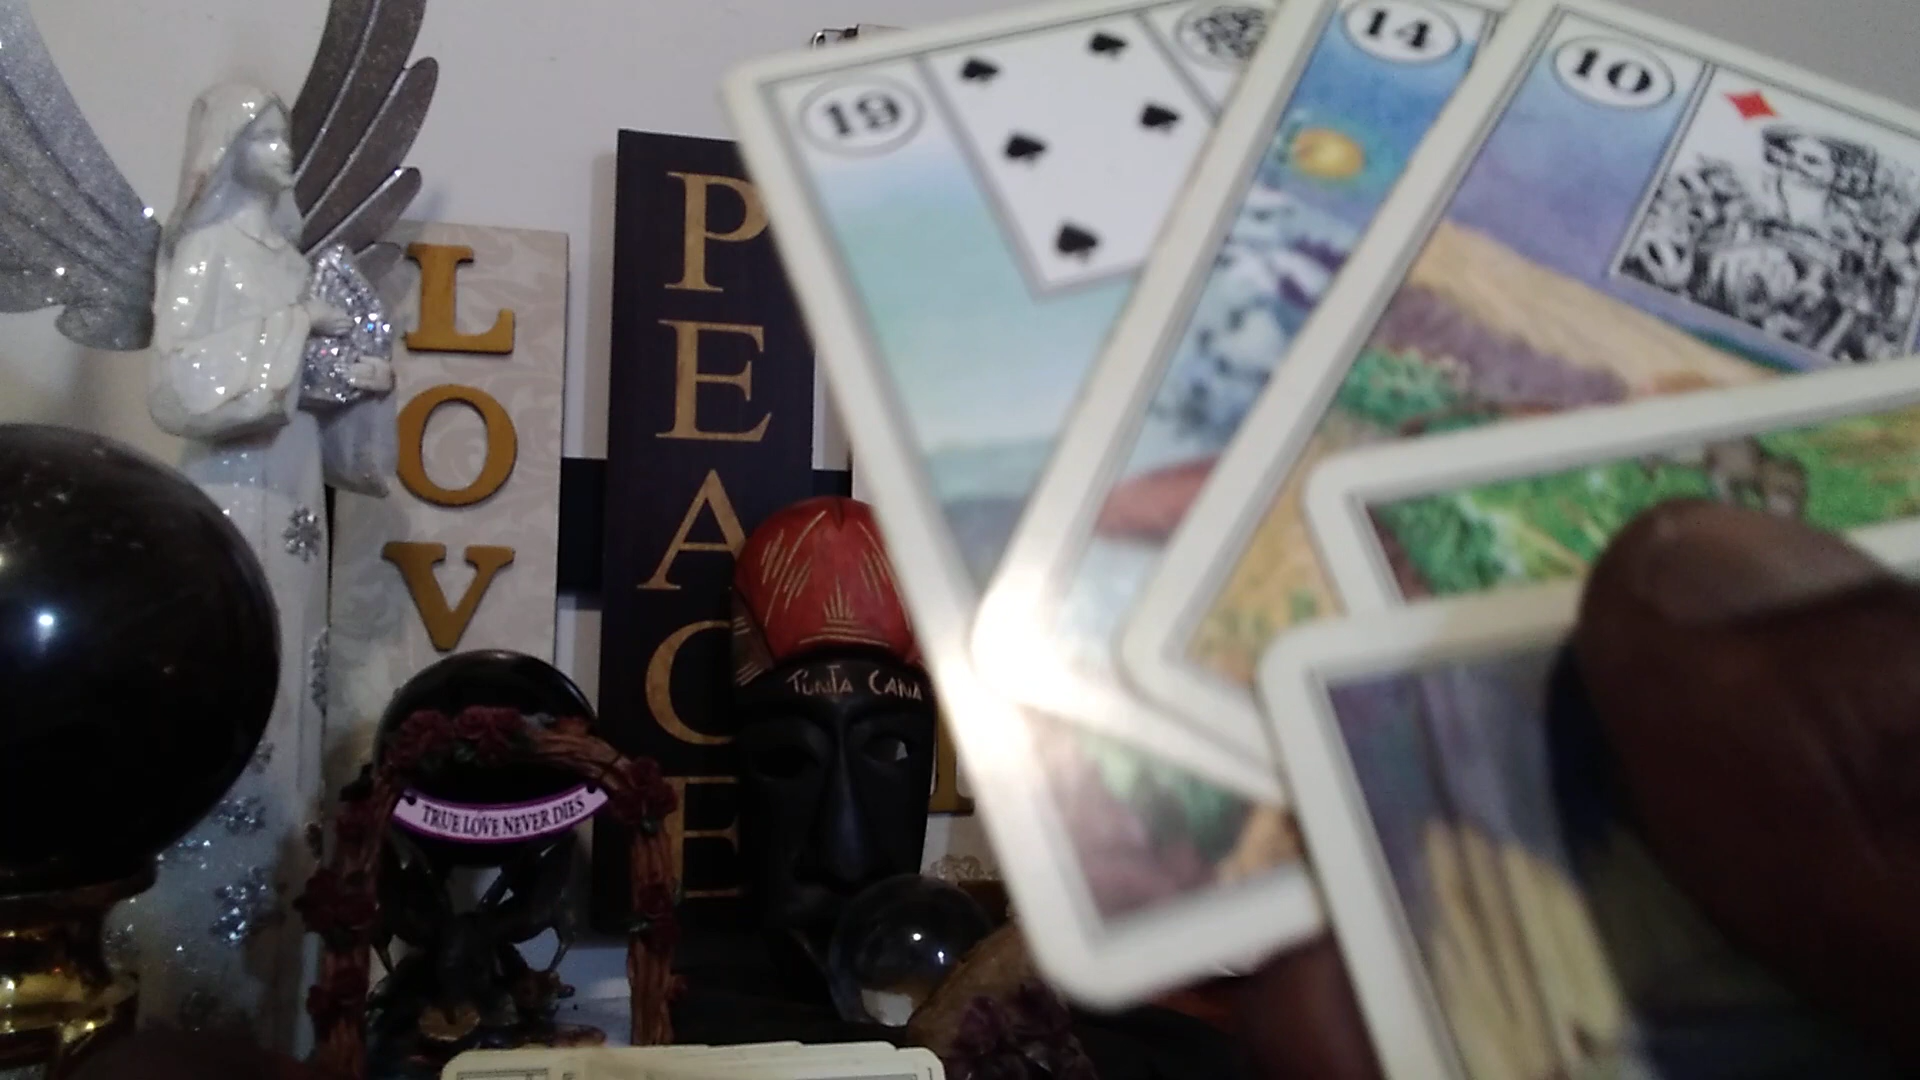 19
14
10
LOV
PEACE
PUNTA CANA
TRUE LOVE NEVER DIES